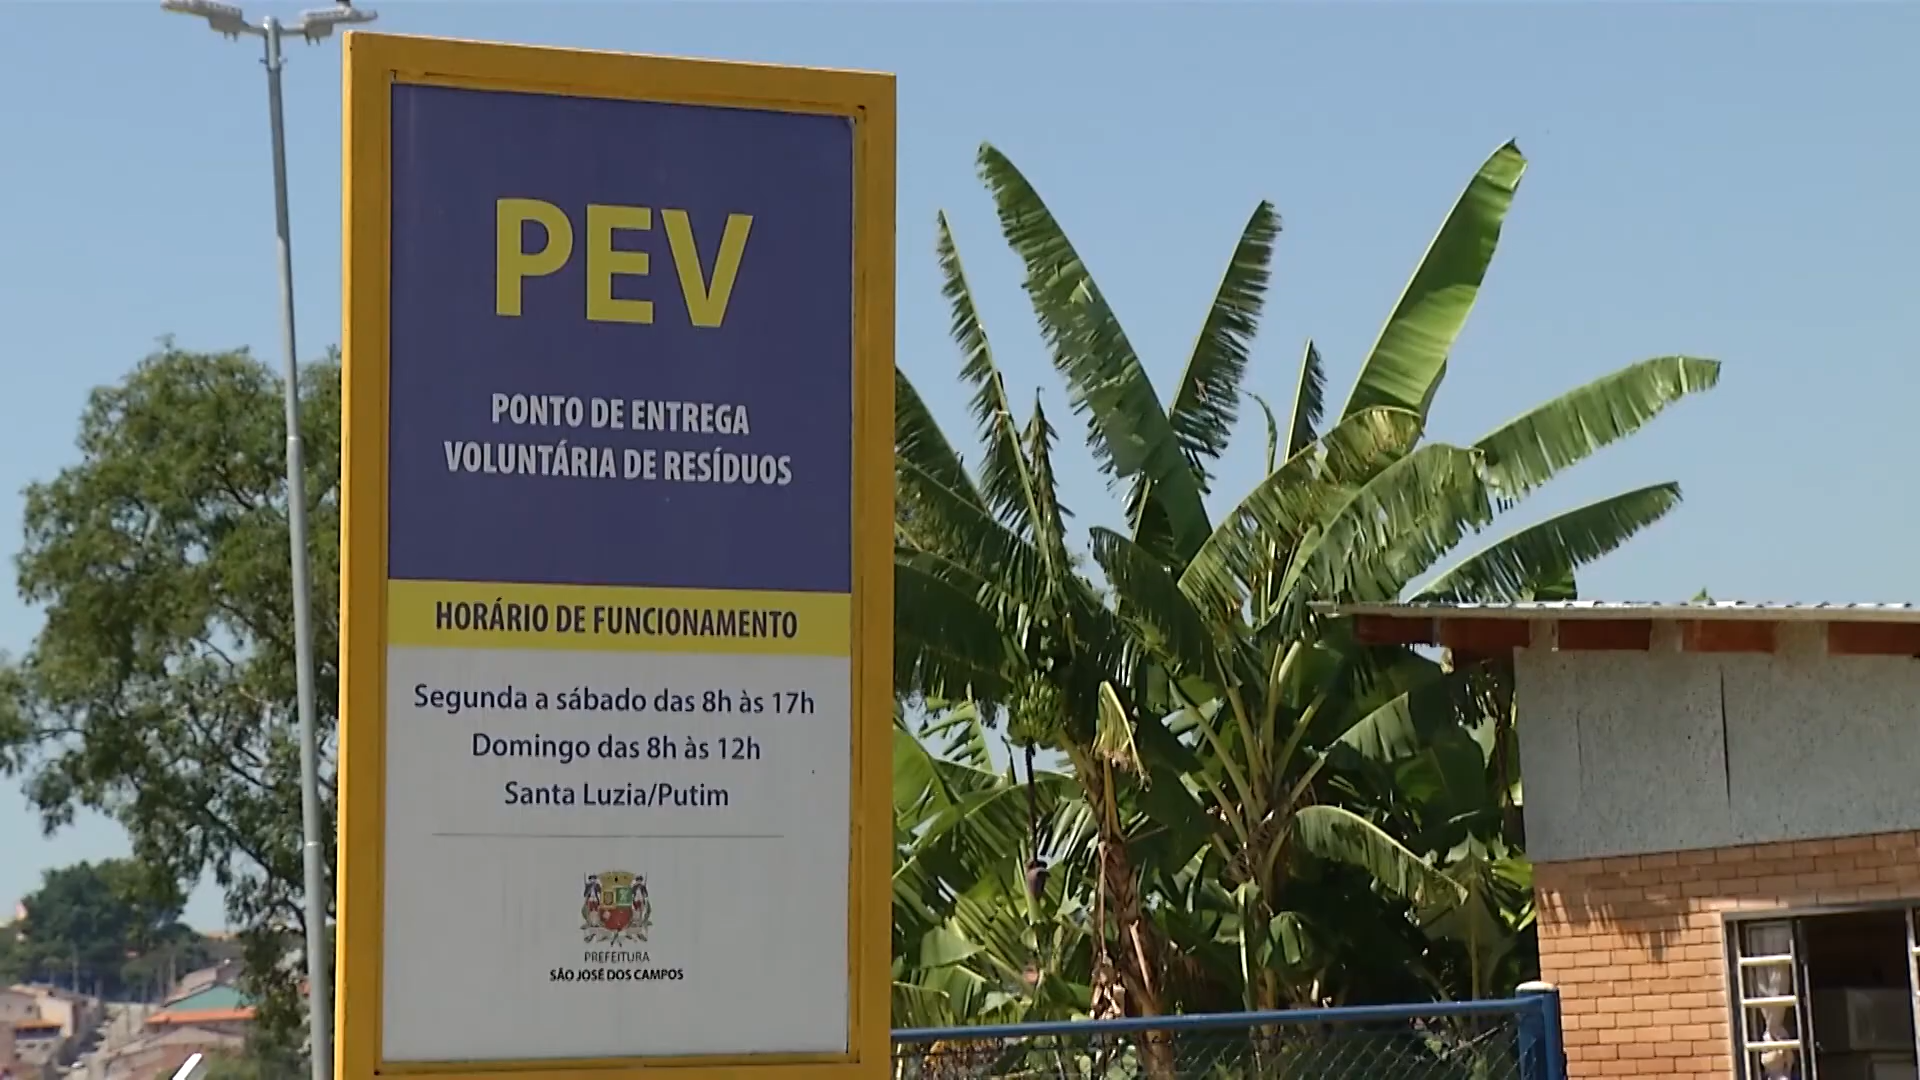 PEV
PONTO DE ENTREGA
VOLUNTÁRIA DE RESÍDUOS
HORÁRIO DE FUNCIONAMENTO
Segunda a sábado das 8h às 17h
Domingo das 8h às 12h
Santa Luzia/Putim
PREFEITURA
SÃO JOSÉ DOS CAMPOS